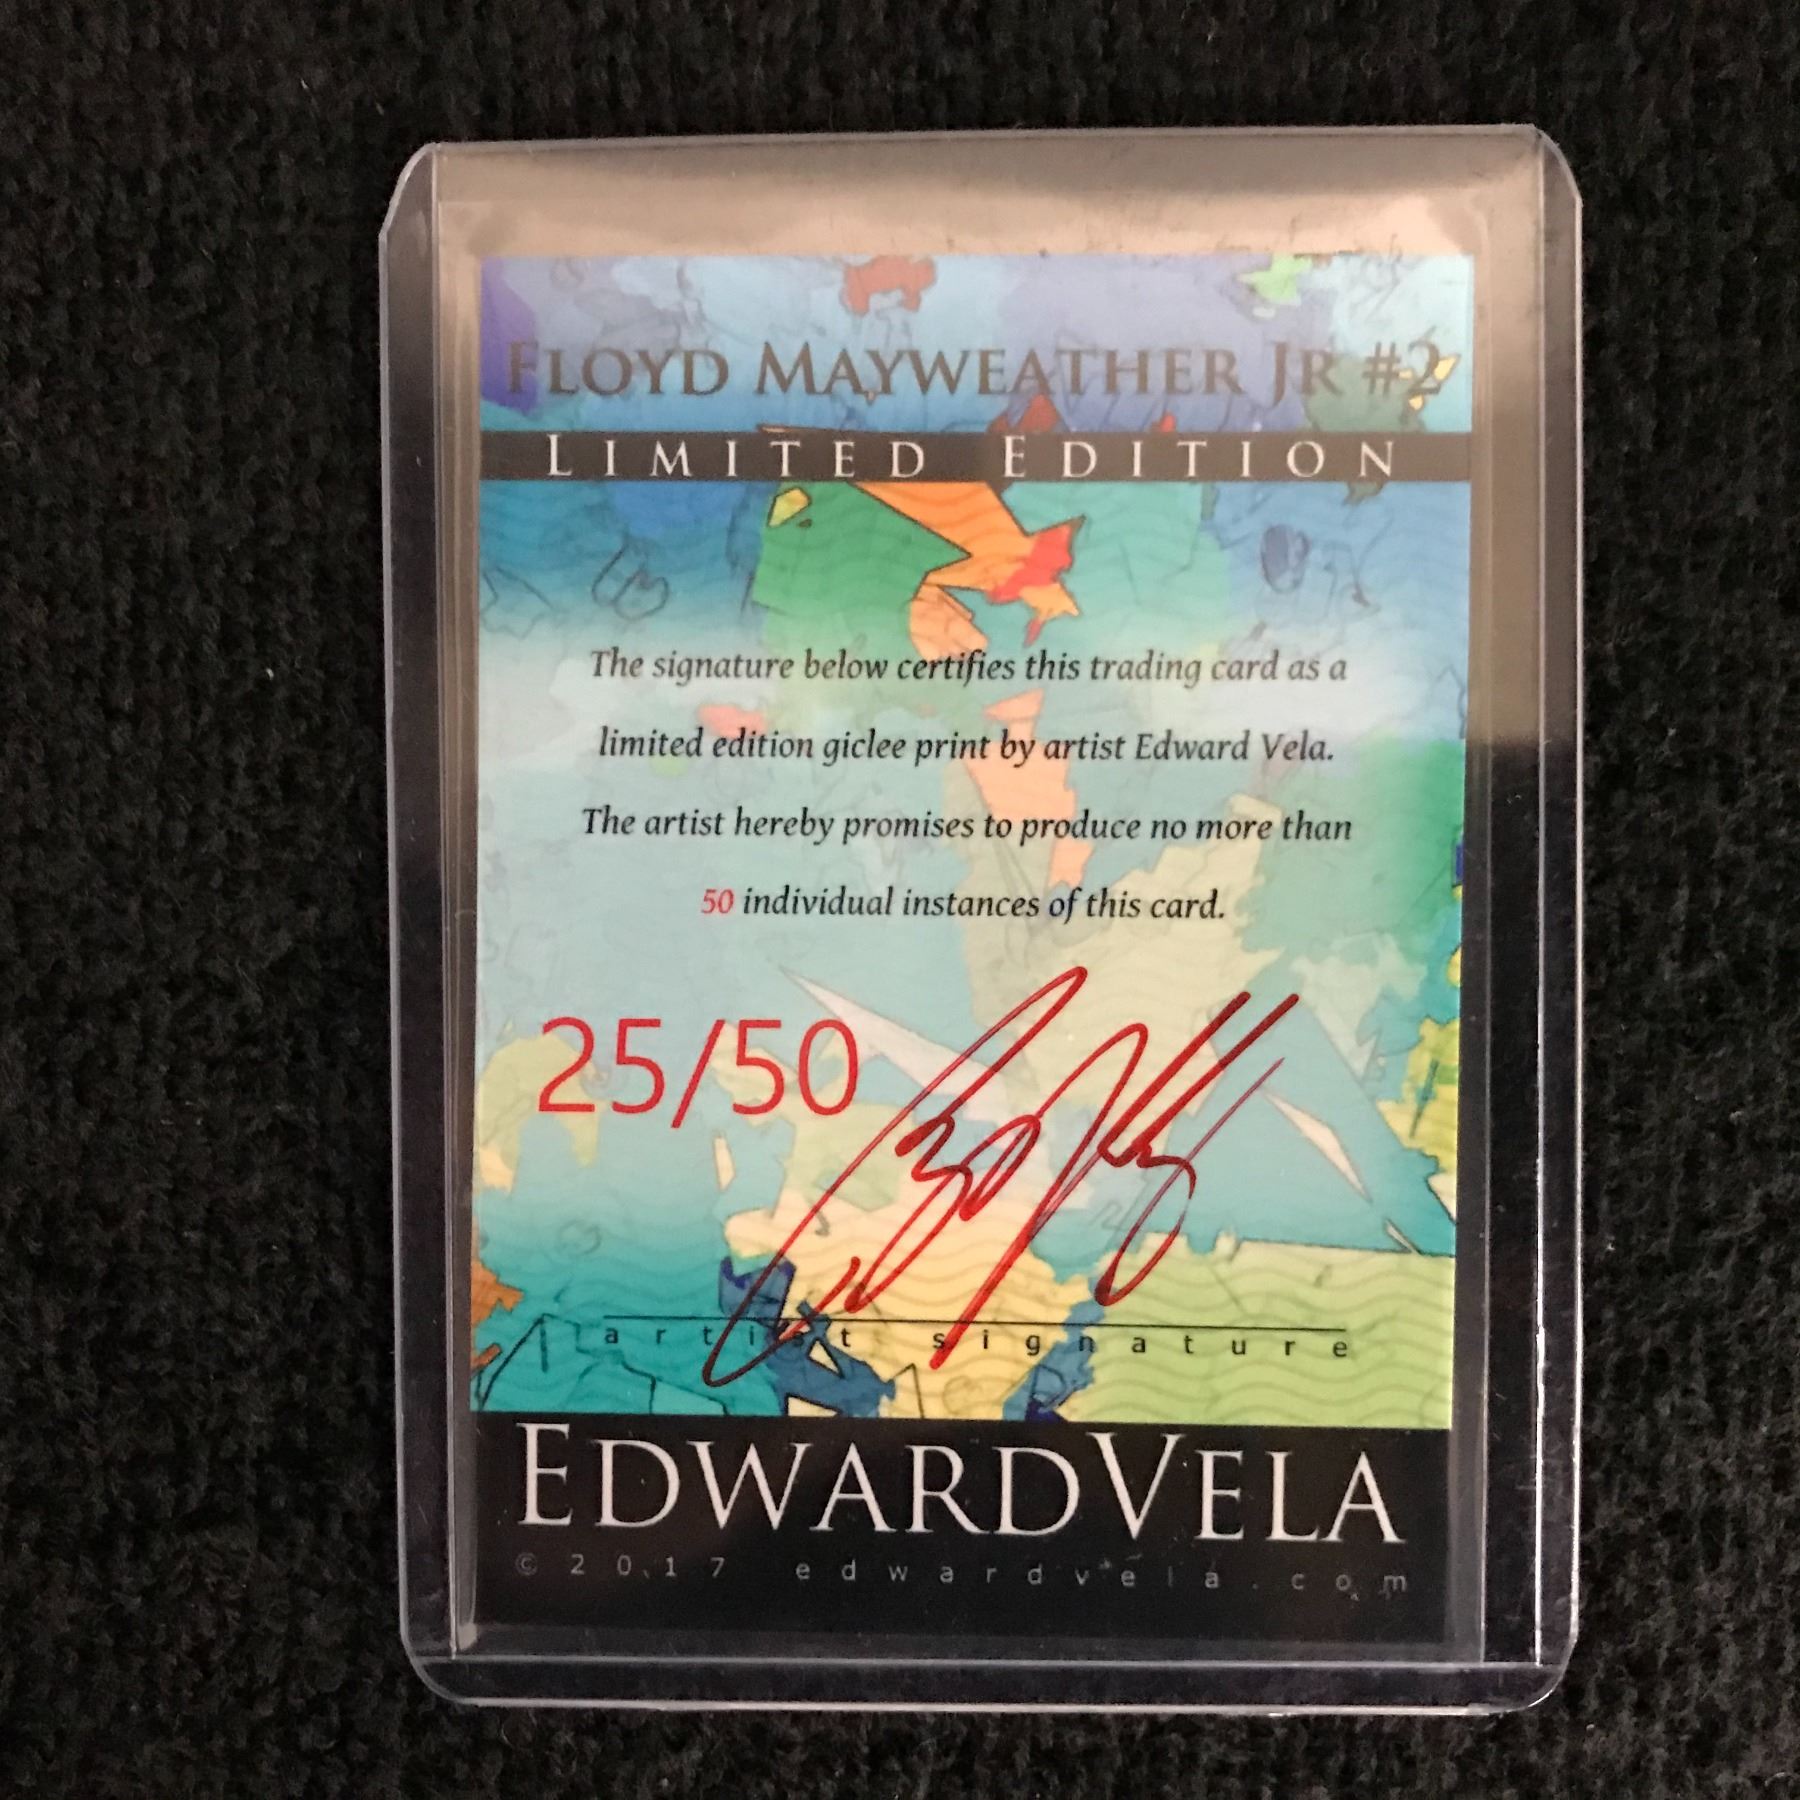 FLOYD MAYWEATHER JR #2
LIMITED EDITION
The signature below certifies this trading card as a
limited edition giclee print by artist Edward Vela.
The artist hereby promises to produce no more than
50 individual instances of this card.
25/50
artist signature
EDWARDVELA
© 2017 edwardvela.com